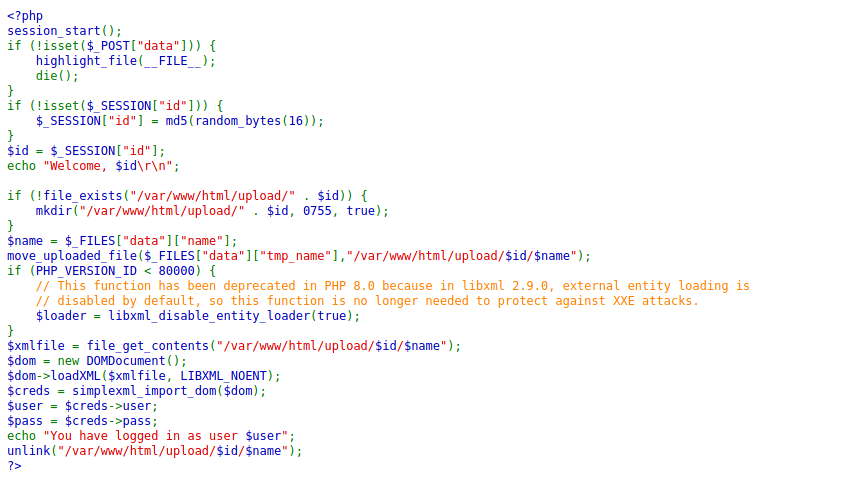 <?php
session_start();
if (!isset($_POST["data"])) {
    highlight_file(__FILE__);
    die();
}
if (!isset($_SESSION["id"])) {
    $_SESSION["id"] = md5(random_bytes(16));
}
$id = $_SESSION["id"];
echo "Welcome, $id\r\n";

if (!file_exists("/var/www/html/upload/" . $id)) {
    mkdir("/var/www/html/upload/" . $id, 0755, true);
}
$name = $_FILES["data"]["name"];
move_uploaded_file($_FILES["data"]["tmp_name"],"/var/www/html/upload/$id/$name");
if (PHP_VERSION_ID < 80000) {
    // This function has been deprecated in PHP 8.0 because in libxml 2.9.0, external entity loading is
    // disabled by default, so this function is no longer needed to protect against XXE attacks.
    $loader = libxml_disable_entity_loader(true);
}
$xmlfile = file_get_contents("/var/www/html/upload/$id/$name");
$dom = new DOMDocument();
$dom->loadXML($xmlfile, LIBXML_NOENT);
$creds = simplexml_import_dom($dom);
$user = $creds->user;
$pass = $creds->pass;
echo "You have logged in as user $user";
unlink("/var/www/html/upload/$id/$name");
?>